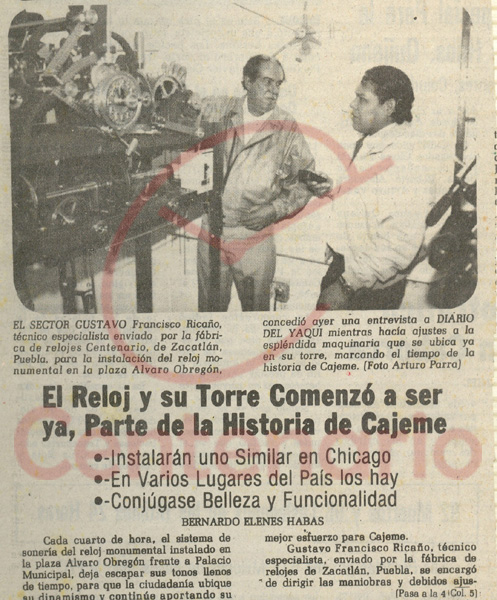 EL SECTOR GUSTAVO Francisco Ricaño,
técnico especialista enviado por la fábri-
ca de relojes Centenario, de Zacatlán,
Puebla, para la instalación del reloj mo-
numental en la plaza Alvaro Obregón,
concedió ayer una entrevista a DIARIO
DEL YAQUI mientras hacía ajustes a la
espléndida maquinaria que se ubica ya
en su torre, marcando el tiempo de la
historia de Cajeme. (Foto Arturo Parra)
El Reloj y su Torre Comenzó a ser
ya, Parte de la Historia de Cajeme
•-Instalarán uno Similar en Chicago
•-En Varios Lugares del País los hay
•-Conjúgase Belleza y Funcionalidad
BERNARDO ELENES HABAS
Cada cuarto de hora, el sistema de
sonería del reloj monumental instalado en
la plaza Alvaro Obregón frente a Palacio
Municipal, deja escapar sus tonos llenos
de tiempo, para que la ciudadanía ubique
su dinamismo y continúe aportando su
mejor esfuerzo para Cajeme.
Gustavo Francisco Ricaño, técnico
especialista, enviado por la fábrica de
relojes de Zacatlán, Puebla, se encargó
de dirigir las maniobras y debidos ajus-
(Pasa a la 4 Col. 5)
Centenario